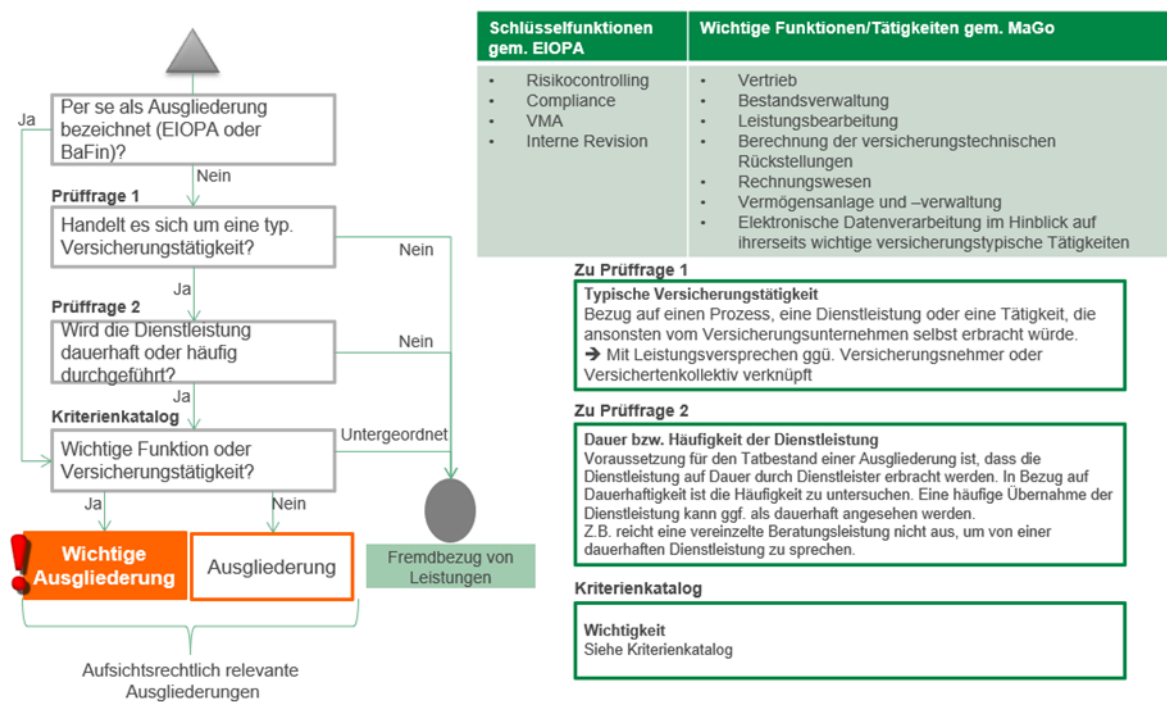 Per se als Ausgliederung
bezeichnet (EIOPA oder
BaFin)?
Ja
Nein
Prüffrage 1
Handelt es sich um eine typ.
Versicherungstätigkeit?
Nein
Ja
Prüffrage 2
Wird die Dienstleistung
dauerhaft oder häufig
durchgeführt?
Nein
Ja
Kriterienkatalog
Wichtige Funktion oder
Versicherungstätigkeit?
Untergeordnet
Ja
Nein
Wichtige
Ausgliederung
Ausgliederung
Fremdbezug von
Leistungen
Aufsichtsrechtlich relevante
Ausgliederungen
Schlüsselfunktionen
gem. EIOPA
• Risikocontrolling
• Compliance
• VMA
• Interne Revision
Wichtige Funktionen/Tätigkeiten gem. MaGo
• Vertrieb
• Bestandsverwaltung
• Leistungsbearbeitung
• Berechnung der versicherungstechnischen
Rückstellungen
• Rechnungswesen
• Vermögensanlage und –verwaltung
• Elektronische Datenverarbeitung im Hinblick auf
ihrerseits wichtige versicherungstypische Tätigkeiten
Zu Prüffrage 1
Typische Versicherungstätigkeit
Bezug auf einen Prozess, eine Dienstleistung oder eine Tätigkeit, die
ansonsten vom Versicherungsunternehmen selbst erbracht würde.
➔ Mit Leistungsversprechen ggü. Versicherungsnehmer oder
Versichertenkollektiv verknüpft
Zu Prüffrage 2
Dauer bzw. Häufigkeit der Dienstleistung
Voraussetzung für den Tatbestand einer Ausgliederung ist, dass die
Dienstleistung auf Dauer durch Dienstleister erbracht werden. In Bezug auf
Dauerhaftigkeit ist die Häufigkeit zu untersuchen. Eine häufige Übernahme der
Dienstleistung kann ggf. als dauerhaft angesehen werden.
Z.B. reicht eine vereinzelte Beratungsleistung nicht aus, um von einer
dauerhaften Dienstleistung zu sprechen.
Kriterienkatalog
Wichtigkeit
Siehe Kriterienkatalog